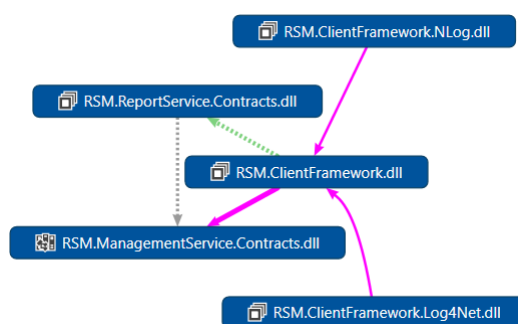 RSM.ClientFramework.NLog.dll
RSM.ReportService.Contracts.dll
RSM.ClientFramework.dll
RSM.ManagementService.Contracts.dll
RSM.ClientFramework.Log4Net.dll